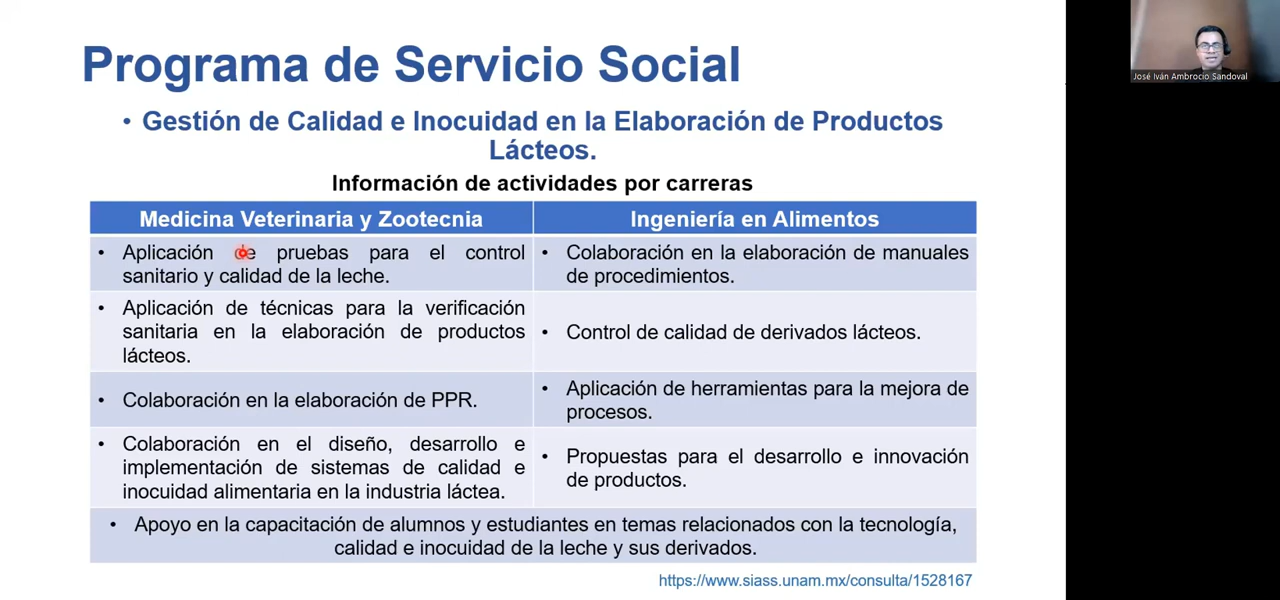 Programa de Servicio Social
• Gestión de Calidad e Inocuidad en la Elaboración de Productos
Lácteos.
Información de actividades por carreras
Medicina Veterinaria y Zootecnia
Ingeniería en Alimentos
• Aplicación de pruebas para el control
sanitario y calidad de la leche.
• Colaboración en la elaboración de manuales
de procedimientos.
• Aplicación de técnicas para la verificación
sanitaria en la elaboración de productos
lácteos.
• Control de calidad de derivados lácteos.
• Colaboración en la elaboración de PPR.
• Aplicación de herramientas para la mejora de
procesos.
• Colaboración en el diseño, desarrollo e
implementación de sistemas de calidad e
inocuidad alimentaria en la industria láctea.
• Propuestas para el desarrollo e innovación
de productos.
• Apoyo en la capacitación de alumnos y estudiantes en temas relacionados con la tecnología,
calidad e inocuidad de la leche y sus derivados.
https://www.siass.unam.mx/consulta/1528167
José Iván Ambrocio Sandoval